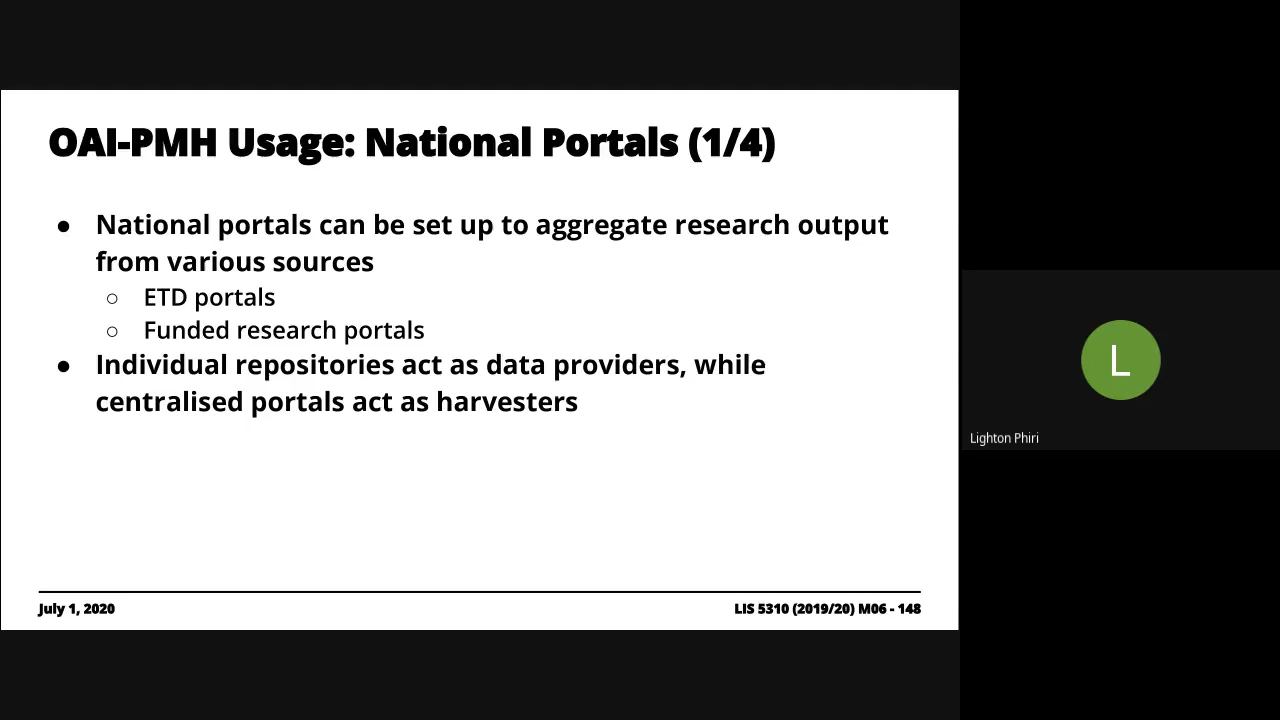 OAI-PMH Usage: National Portals (1/4)
● National portals can be set up to aggregate research output
from various sources
○ ETD portals
○ Funded research portals
● Individual repositories act as data providers, while
centralised portals act as harvesters
July 1, 2020
LIS 5310 (2019/20) M06 - 148
L
Lighton Phiri